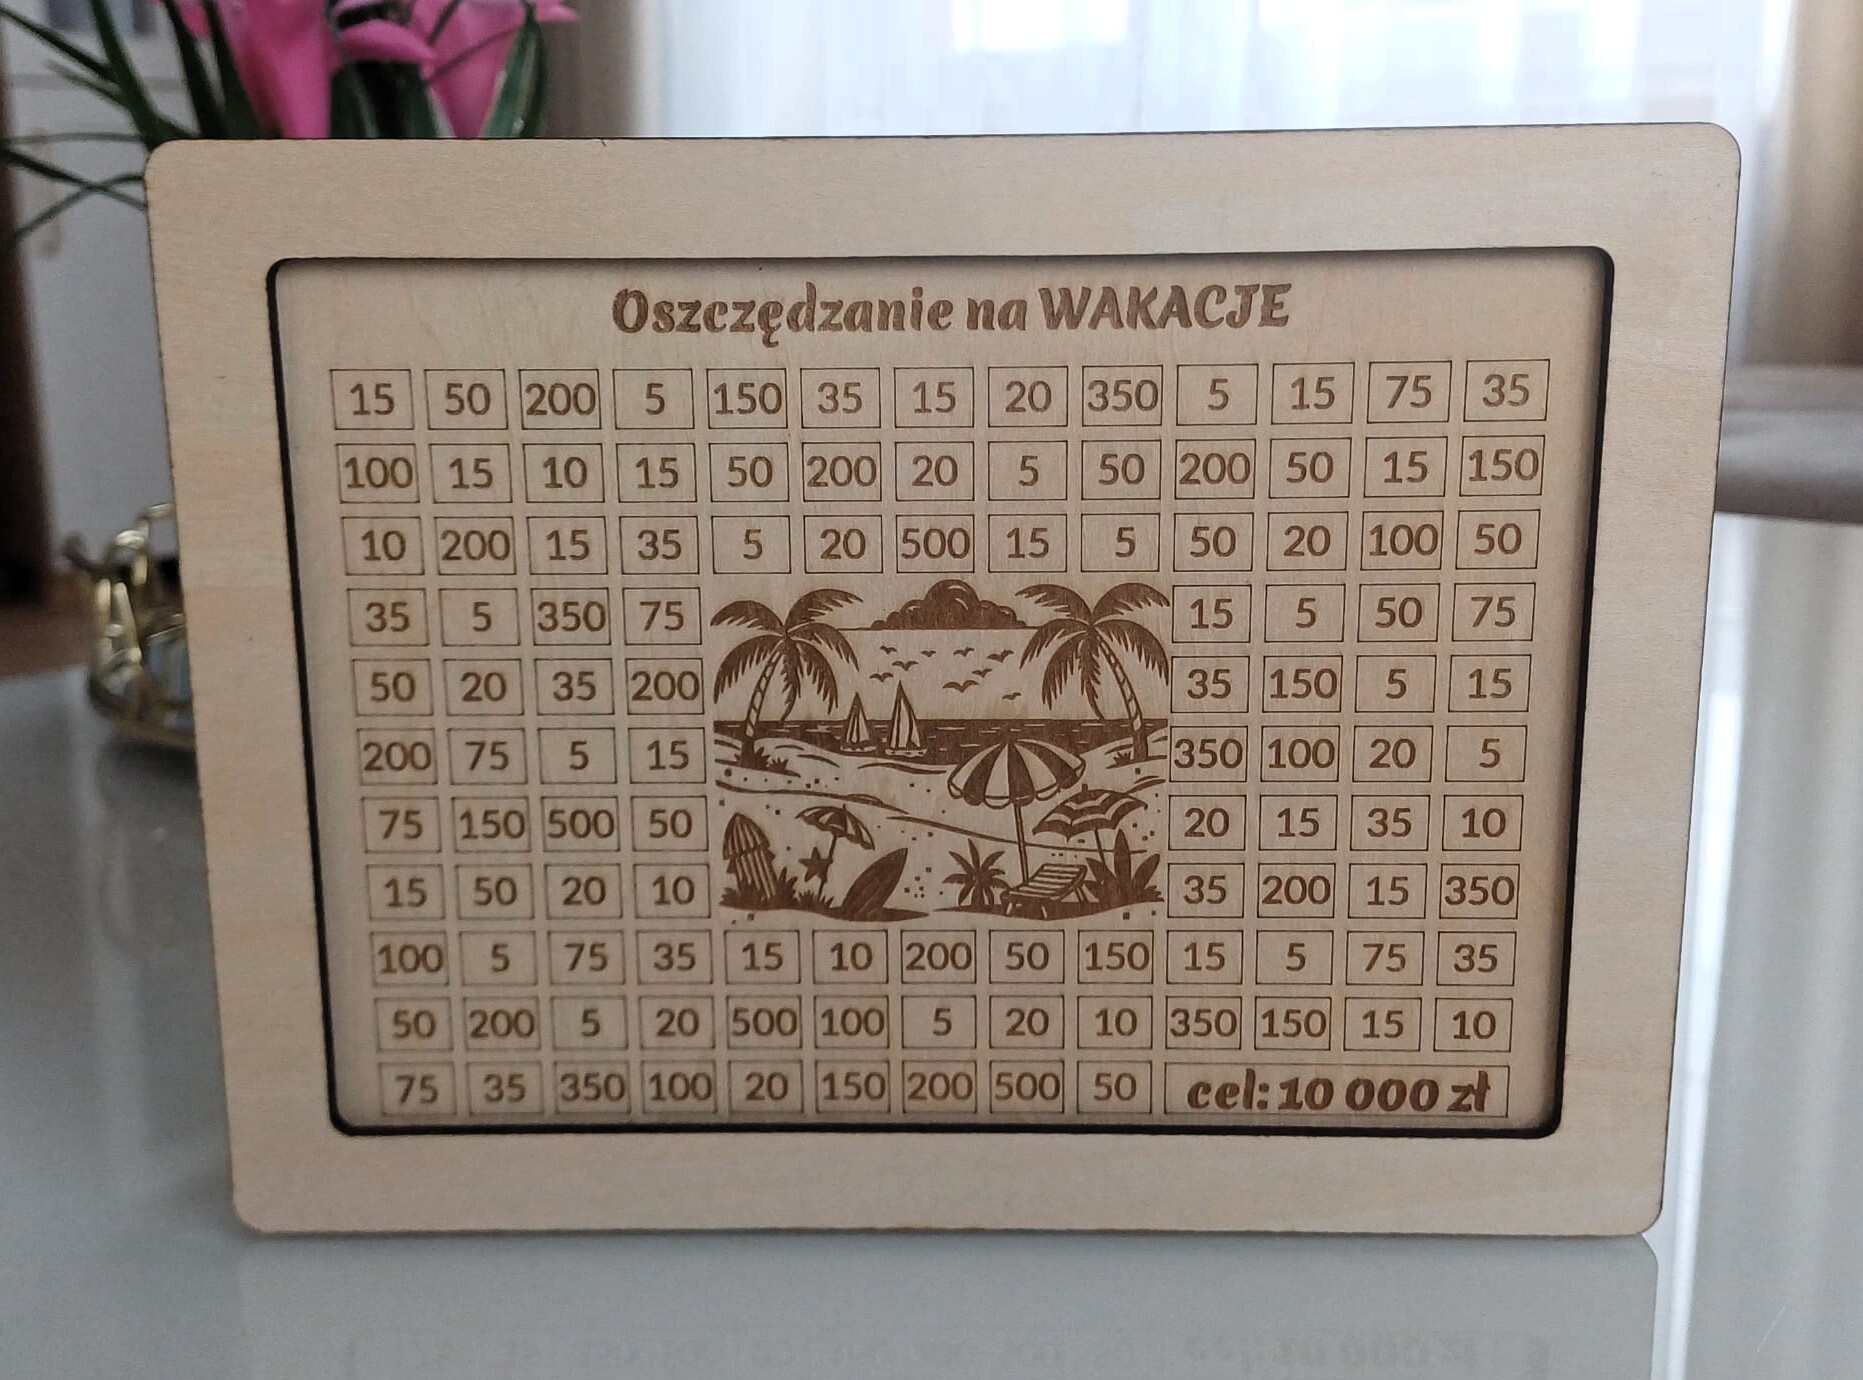 Oszczędzanie na WAKACJE
15 50 200 5 150 35 15 20 350 5 15 75 35
100 15 10 15 50 200 20 5 50 200 50 15 150
10 200 15 35 5 20 500 15 5 50 20 100 50
35 5 350 75 15 5 50 75
50 20 35 200 35 150 5 15
200 75 5 15 350 100 20 5
75 150 500 50 20 15 35 10
15 50 20 10 35 200 15 350
100 5 75 35 15 10 200 50 150 15 5 75 35
50 200 5 20 500 100 5 20 10 350 150 15 10
75 35 350 100 20 150 200 500 50 cel: 10 000 zł